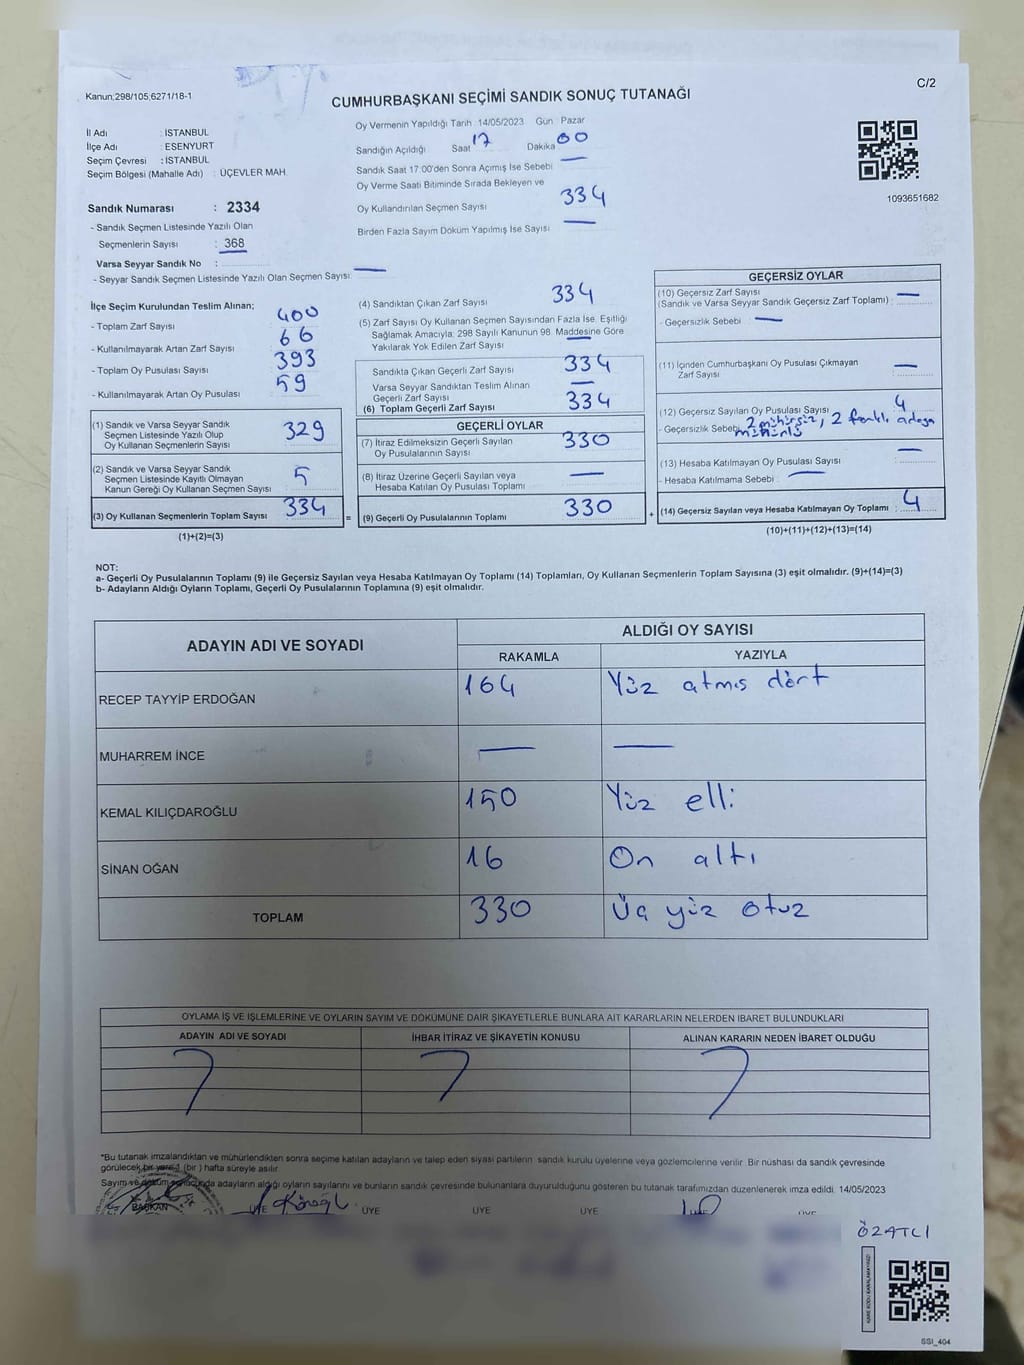 Kanun;298/105;6271/18-1
C/2
CUMHURBAŞKANI SEÇİMİ SANDIK SONUÇ TUTANAĞI
İl Adı : İSTANBUL
İlçe Adı : ESENYURT
Seçim Çevresi : İSTANBUL
Seçim Bölgesi (Mahalle Adı) : ÜÇEVLER MAH.
Sandık Numarası : 2334
- Sandık Seçmen Listesinde Yazılı Olan
Seçmenlerin Sayısı : 368
Varsa Seyyar Sandık No :
- Seyyar Sandık Seçmen Listesinde Yazılı Olan Seçmen Sayısı: —
Oy Vermenin Yapıldığı Tarih 14/05/2023 Gün Pazar
Sandığın Açıldığı Saat 17 Dakika 00
Sandık Saat 17:00'den Sonra Açımış İse Sebebi —
Oy Verme Saati Bitiminde Sırada Bekleyen ve
Oy Kullandırılan Seçmen Sayısı 334
Birden Fazla Sayım Döküm Yapılmış İse Sayısı —
1093651682
İlçe Seçim Kurulundan Teslim Alınan;
- Toplam Zarf Sayısı 400
- Kullanılmayarak Artan Zarf Sayısı 66
- Toplam Oy Pusulası Sayısı 393
- Kullanılmayarak Artan Oy Pusulası 59
(1) Sandık ve Varsa Seyyar Sandık
Seçmen Listesinde Yazılı Olup
Oy Kullanan Seçmenlerin Sayısı 329
(2) Sandık ve Varsa Seyyar Sandık
Seçmen Listesinde Kayıtlı Olmayan
Kanun Gereği Oy Kullanan Seçmen Sayısı 5
(3) Oy Kullanan Seçmenlerin Toplam Sayısı 334
(1)+(2)=(3)
(4) Sandıktan Çıkan Zarf Sayısı 334
(5) Zarf Sayısı Oy Kullanan Seçmen Sayısından Fazla İse, Eşitliği
Sağlamak Amacıyla; 298 Sayılı Kanunun 98. Maddesine Göre
Yakılarak Yok Edilen Zarf Sayısı
Sandıkta Çıkan Geçerli Zarf Sayısı 334
Varsa Seyyar Sandıktan Teslim Alınan
Geçerli Zarf Sayısı —
(6) Toplam Geçerli Zarf Sayısı 334
GEÇERLİ OYLAR
(7) İtiraz Edilmeksizin Geçerli Sayılan
Oy Pusulalarının Sayısı 330
(8) İtiraz Üzerine Geçerli Sayılan veya
Hesaba Katılan Oy Pusulası Toplamı —
= (9) Geçerli Oy Pusulalarının Toplamı 330
GEÇERSİZ OYLAR
(10) Geçersiz Zarf Sayısı
(Sandık ve Varsa Seyyar Sandık Geçersiz Zarf Toplamı) : —
- Geçersizlik Sebebi : —
(11) İçinden Cumhurbaşkanı Oy Pusulası Çıkmayan
Zarf Sayısı : —
(12) Geçersiz Sayılan Oy Pusulası Sayısı : 4
- Geçersizlik Sebebi : 2 mühürsüz, 2 farklı adaya
mühürlü
(13) Hesaba Katılmayan Oy Pusulası Sayısı : —
- Hesaba Katılmama Sebebi : —
+ (14) Geçersiz Sayılan veya Hesaba Katılmayan Oy Toplamı : 4
(10)+(11)+(12)+(13)=(14)
NOT:
a- Geçerli Oy Pusulalarının Toplamı (9) ile Geçersiz Sayılan veya Hesaba Katılmayan Oy Toplamı (14) Toplamları, Oy Kullanan Seçmenlerin Toplam Sayısına (3) eşit olmalıdır. (9)+(14)=(3)
b- Adayların Aldığı Oyların Toplamı, Geçerli Oy Pusulalarının Toplamına (9) eşit olmalıdır.
ADAYIN ADI VE SOYADI ALDIĞI OY SAYISI
RAKAMLA YAZIYLA
RECEP TAYYİP ERDOĞAN 164 Yüz atmış dört
MUHARREM İNCE — —
KEMAL KILIÇDAROĞLU 150 Yüz elli
SİNAN OĞAN 16 On altı
TOPLAM 330 Üç yüz otuz
OYLAMA İŞ VE İŞLEMLERİNE VE OYLARIN SAYIM VE DÖKÜMÜNE DAİR ŞİKAYETLERLE BUNLARA AİT KARARLARIN NELERDEN İBARET BULUNDUKLARI
ADAYIN ADI VE SOYADI İHBAR İTİRAZ VE ŞİKAYETİN KONUSU ALINAN KARARIN NEDEN İBARET OLDUĞU
*Bu tutanak imzalandıktan ve mühürlendikten sonra seçime katılan adayların ve talep eden siyasi partilerin sandık kurulu üyelerine veya gözlemcilerine verilir. Bir nüshası da sandık çevresinde
görülecek bir yere 1 (bir ) hafta süreyle asılır.
Sayım ve döküm sonucunda adayların aldığı oyların sayılarını ve bunların sandık çevresinde bulunanlara duyurulduğunu gösteren bu tutanak tarafımızdan düzenlenerek imza edildi. 14/05/2023
BAŞKAN ÜYE ÜYE ÜYE ÜYE ÜYE
ÖZATCI
SSİ_404